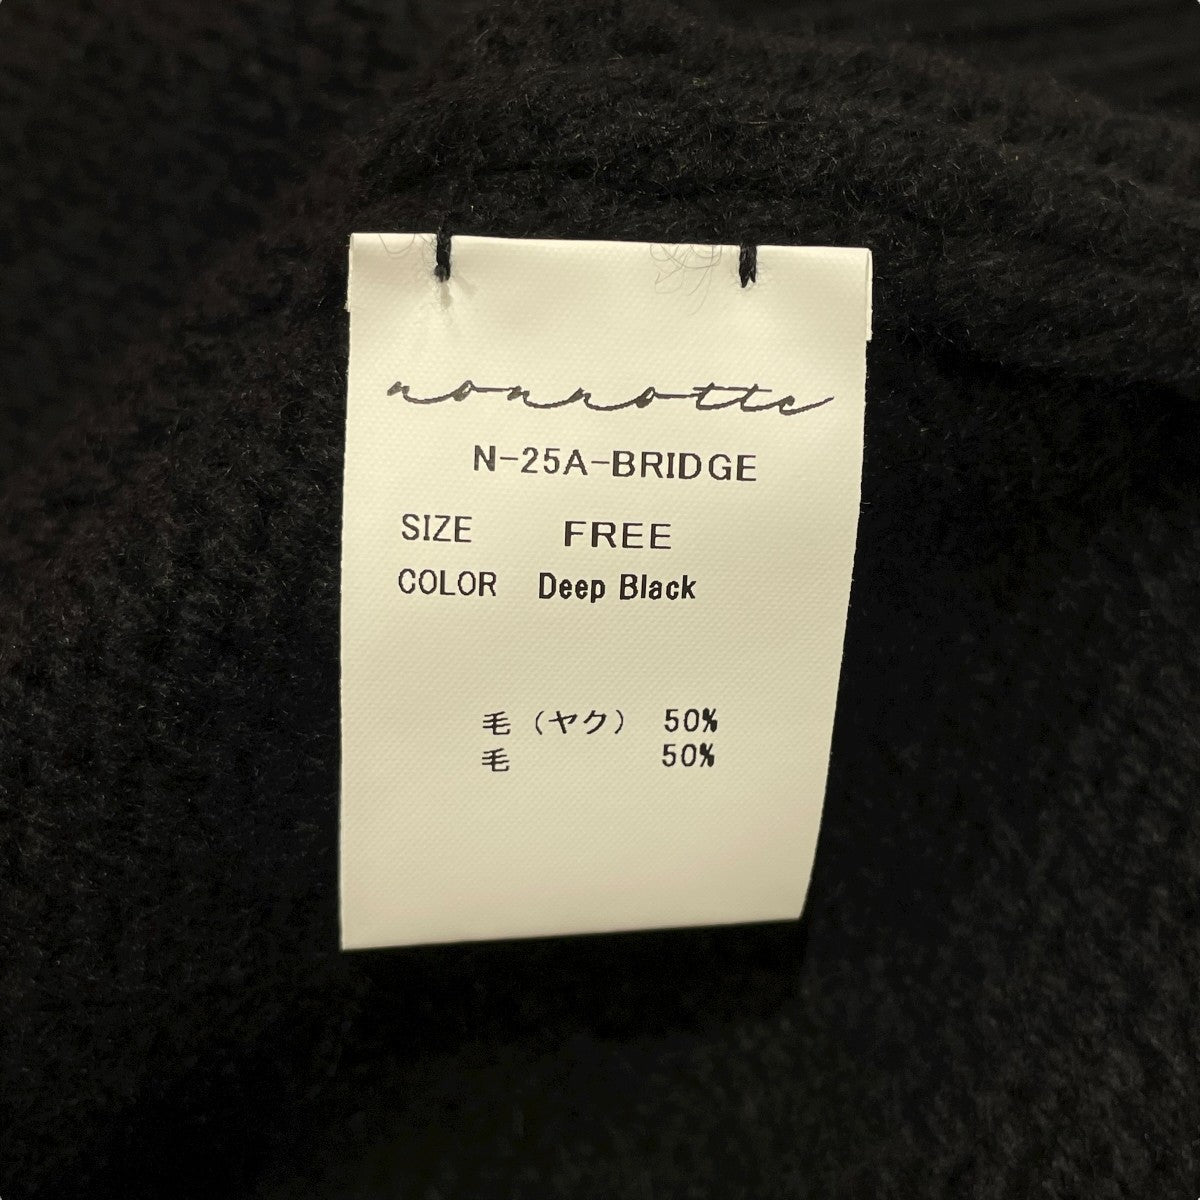 nonnotte
N-25A-BRIDGE
SIZE FREE
COLOR Deep Black
毛（ヤク） 50%
毛 50%